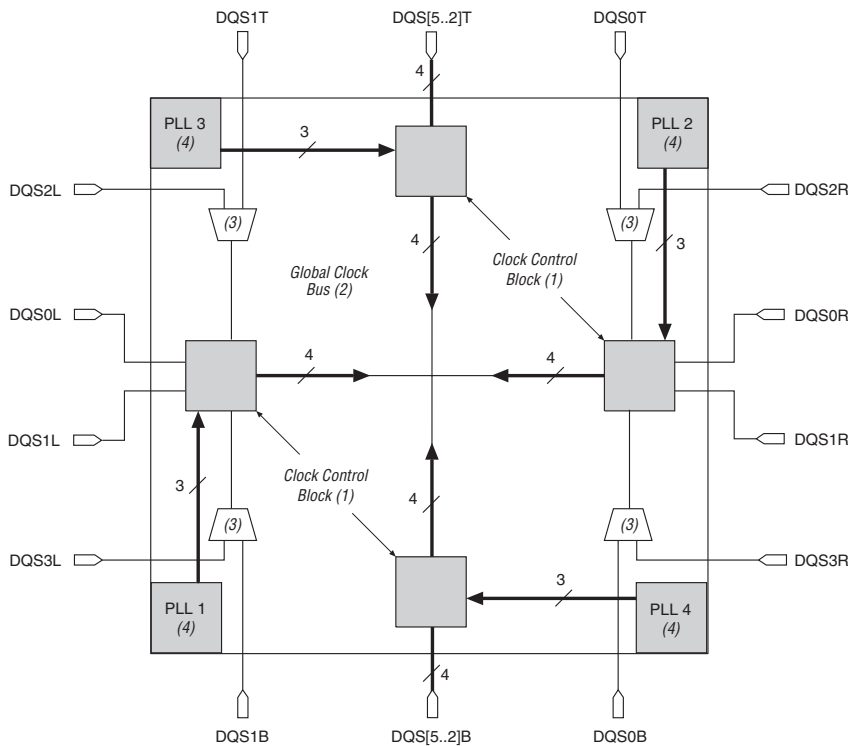 DQS1T
DQS[5..2]T
DQS0T
4
PLL 3
(4)
3
PLL 2
(4)
DQS2L
DQS2R
(3)
(3)
4
3
Global Clock
Bus (2)
Clock Control
Block (1)
DQS0L
DQS0R
4
4
DQS1L
DQS1R
3
Clock Control
Block (1)
4
(3)
(3)
DQS3L
DQS3R
3
PLL 1
(4)
PLL 4
(4)
4
DQS1B
DQS[5..2]B
DQS0B